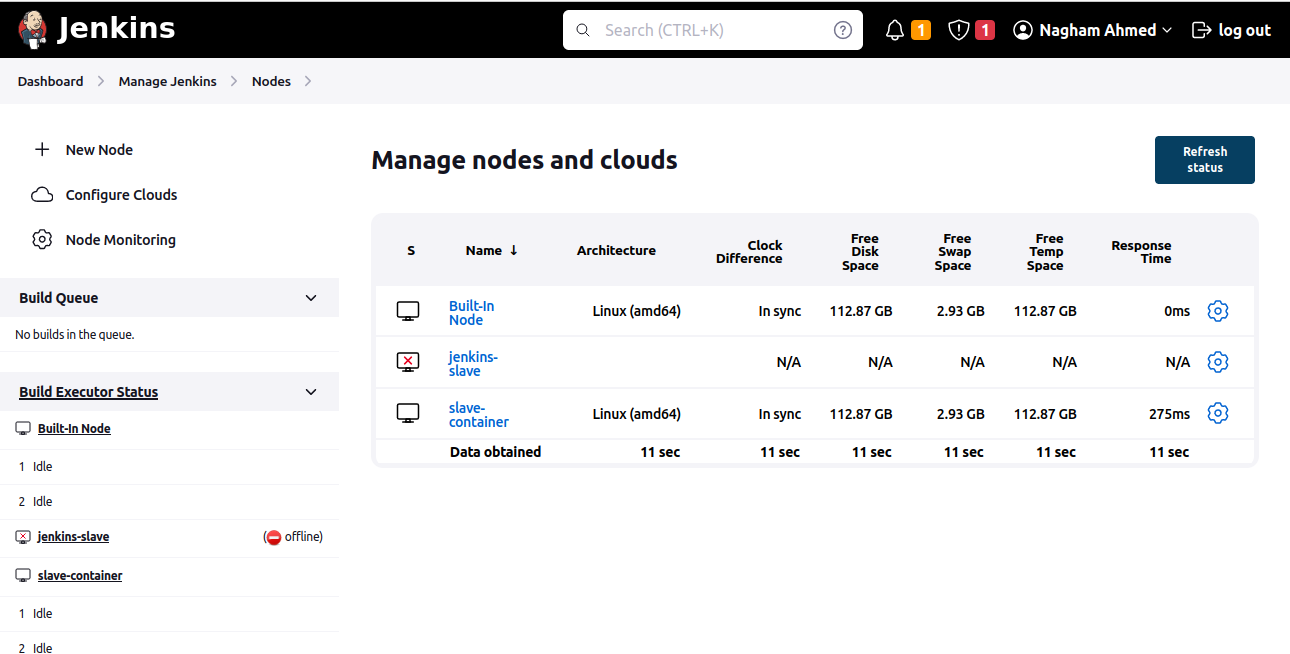 Jenkins
Search (CTRL+K)
1
1
Nagham Ahmed
log out
Dashboard
Manage Jenkins
Nodes
New Node
Configure Clouds
Node Monitoring
Build Queue
No builds in the queue.
Build Executor Status
Built-In Node
1 Idle
2 Idle
jenkins-slave (offline)
slave-container
1 Idle
2 Idle
Manage nodes and clouds
Refresh
status
S Name ↓ Architecture Clock Difference Free Disk Space Free Swap Space Free Temp Space Response Time
Built-In Node Linux (amd64) In sync 112.87 GB 2.93 GB 112.87 GB 0ms
jenkins-slave N/A N/A N/A N/A N/A
slave-container Linux (amd64) In sync 112.87 GB 2.93 GB 112.87 GB 275ms
Data obtained 11 sec 11 sec 11 sec 11 sec 11 sec 11 sec